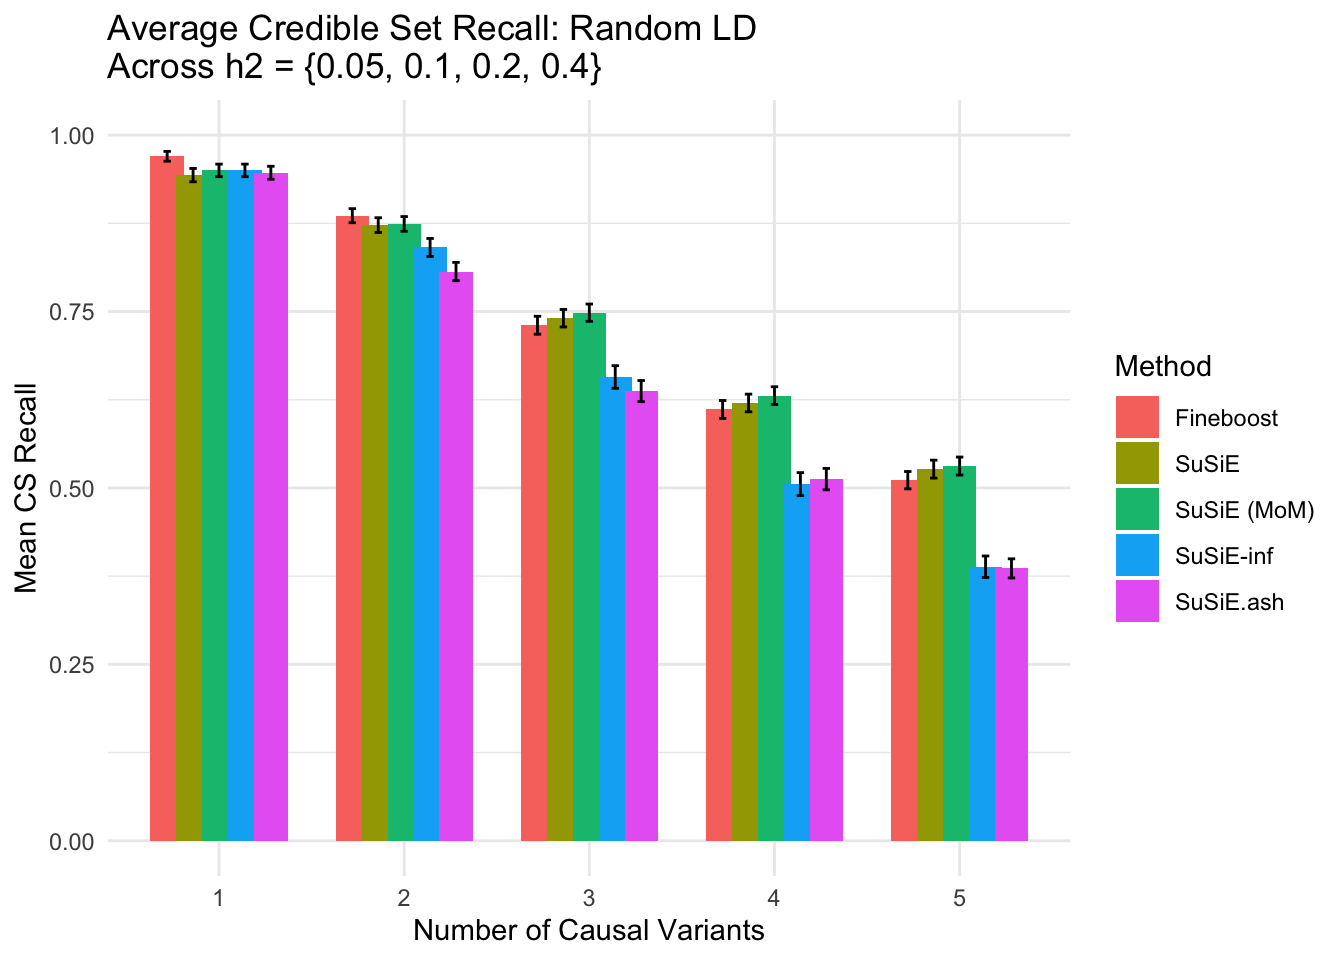 Average Credible Set Recall: Random LD
Across h2 = {0.05, 0.1, 0.2, 0.4}
Mean CS Recall
1.00
0.75
0.50
0.25
0.00
1 2 3 4 5
Number of Causal Variants
Method
Fineboost
SuSiE
SuSiE (MoM)
SuSiE-inf
SuSiE.ash